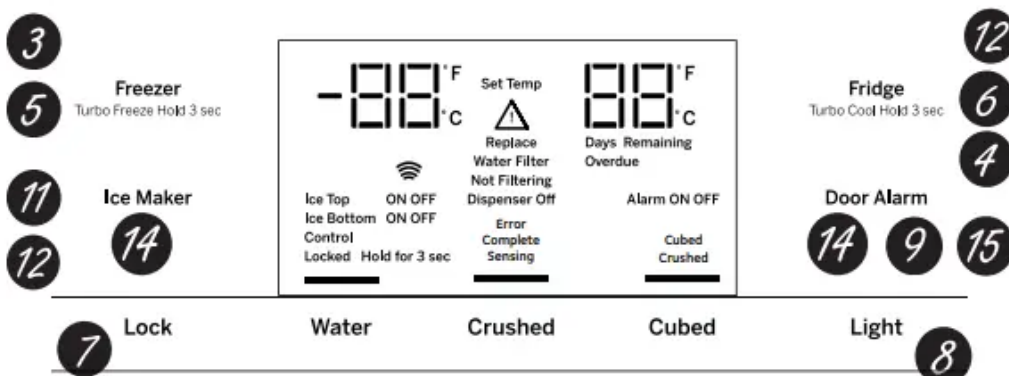 3
12
Freezer
Turbo Freeze Hold 3 sec
5
-88 °F °C
Set Temp
88 °F °C
Fridge
Turbo Cool Hold 3 sec
6
Replace
Water Filter
Not Filtering
Dispenser Off
Days Remaining
Overdue
4
11
Ice Maker
Ice Top ON OFF
Ice Bottom ON OFF
Control
Locked Hold for 3 sec
Error
Complete
Sensing
Alarm ON OFF
Cubed
Crushed
Door Alarm
12
14
14
9
15
Lock
Water
Crushed
Cubed
Light
7
8